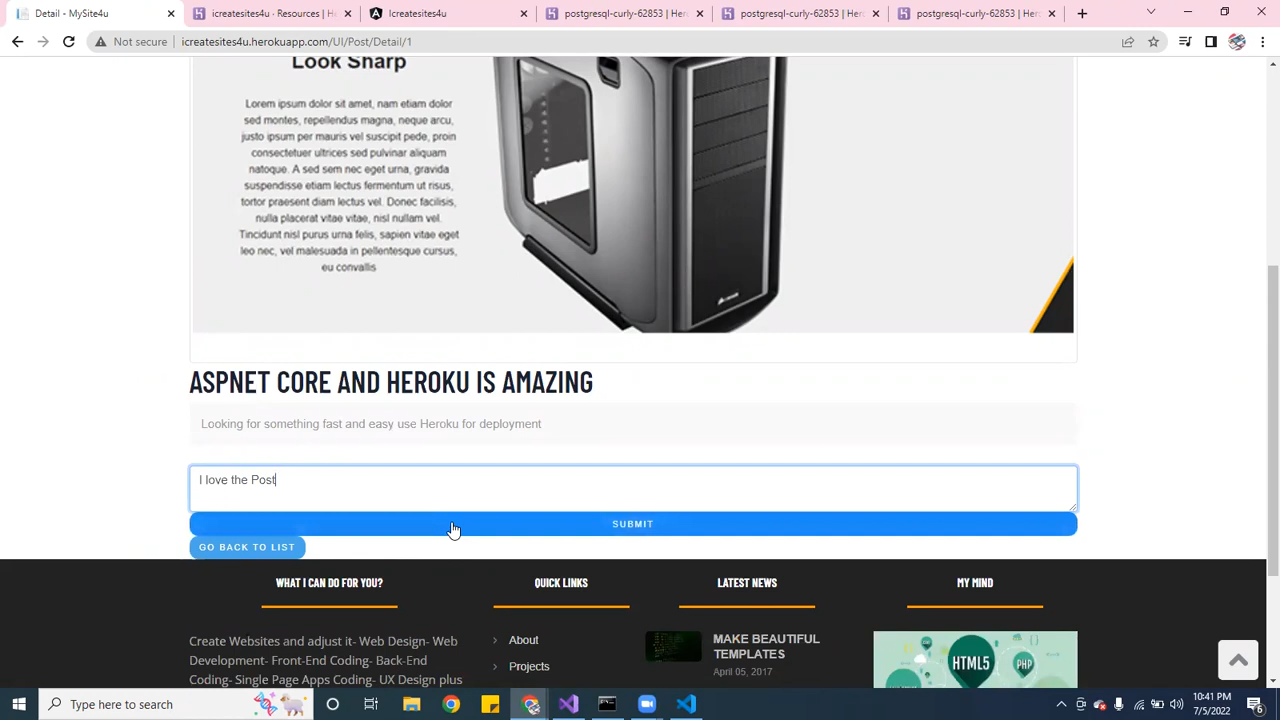 Detail - MySite4u
icreatesites4u - Resources | He
Icreatesites4u
postgresql-curly-62853 | Hero
postgresql-curly-62853 | Hero
postgresql-curly-62853 | Hero
Not secure
icreatesites4u.herokuapp.com/UI/Post/Detail/1
Look Sharp
Lorem ipsum dolor sit amet, nam etiam dolor
sed montes, repellendus magna, neque arcu,
justo ipsum per mauris vel suscipit pede, proin
consectetuer ultrices sed pulvinar aliquam
natoque. A sed sem nec eget urna, gravida
suspendisse etiam lectus fermentum ut risus,
tortor praesent diam lectus vel. Donec facilisis,
nulla placerat vitae vitae, nisl nullam vel.
Tincidunt nisl purus urna felis, sapien vitae eget
leo nec, vel malesuada in pellentesque cursus,
eu convallis
ASPNET CORE AND HEROKU IS AMAZING
Looking for something fast and easy use Heroku for deployment
I love the Post
SUBMIT
GO BACK TO LIST
WHAT I CAN DO FOR YOU?
Create Websites and adjust it- Web Design- Web
Development- Front-End Coding- Back-End
Coding- Single Page Apps Coding- UX Design plus
QUICK LINKS
About
Projects
LATEST NEWS
MAKE BEAUTIFUL
TEMPLATES
April 05, 2017
MY MIND
HTML5
PHP
Type here to search
10:41 PM
7/5/2022
6